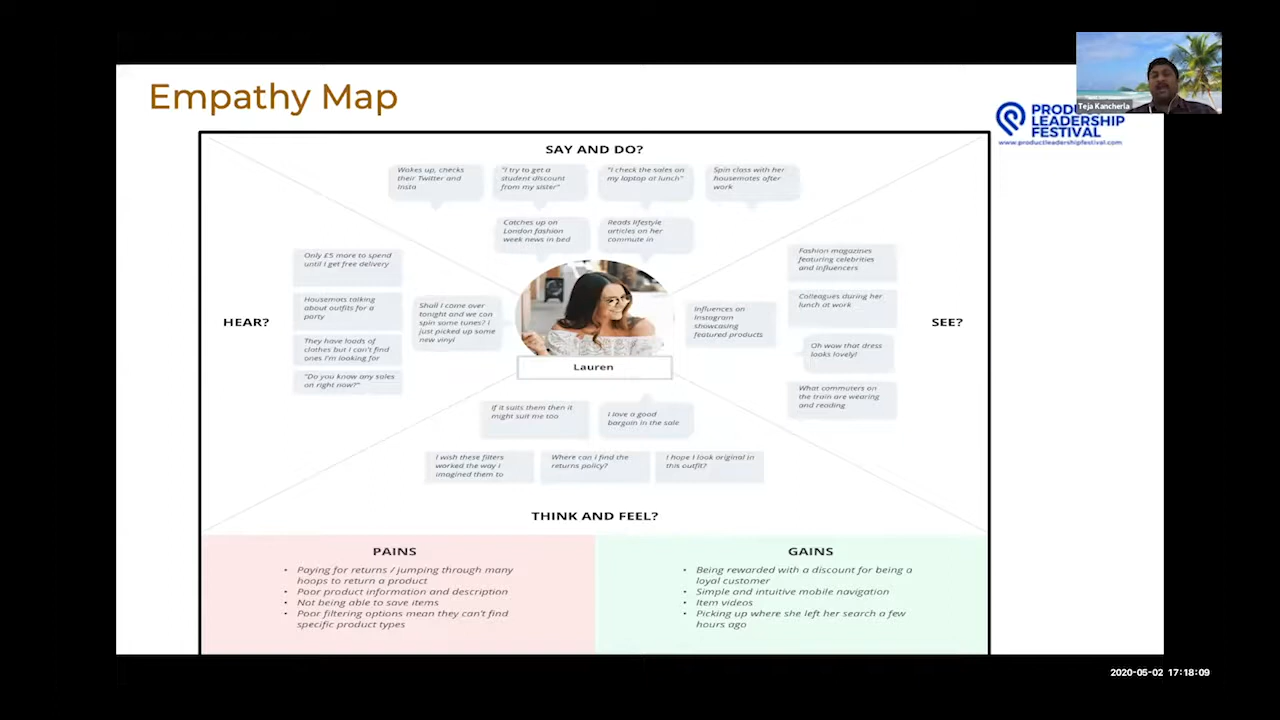 Empathy Map
Teja Kancherla
PRODU
LEADERSHIP
FESTIVAL
www.productleadershipfestival.com
SAY AND DO?
Wakes up, checks
their Twitter and
Insta
"I try to get a
student discount
from my sister"
"I check the sales on
my laptop at lunch"
Spin class with her
housemates after
work
Catches up on
London fashion
week news in bed
Reads lifestyle
articles on her
commute in
HEAR?
Only £5 more to spend
until I get free delivery
Housemats talking
about outfits for a
party
They have loads of
clothes but I can't find
ones I'm looking for
"Do you know any sales
on right now?"
Shall I come over
tonight and we can
spin some tunes? I
just picked up some
new vinyl
Lauren
Influences on
Instagram
showcasing
featured products
Fashion magazines
featuring celebrities
and influencers
Colleagues during her
lunch at work
Oh wow that dress
looks lovely!
What commuters on
the train are wearing
and reading
SEE?
If it suits them then it
might suit me too
I love a good
bargain in the sale
I wish these filters
worked the way I
imagined them to
Where can I find the
returns policy?
I hope I look original in
this outfit?
THINK AND FEEL?
PAINS
• Paying for returns / jumping through many
hoops to return a product
• Poor product information and description
• Not being able to save items
• Poor filtering options mean they can't find
specific product types
GAINS
• Being rewarded with a discount for being a
loyal customer
• Simple and intuitive mobile navigation
• Item videos
• Picking up where she left her search a few
hours ago
2020-05-02 17:18:09